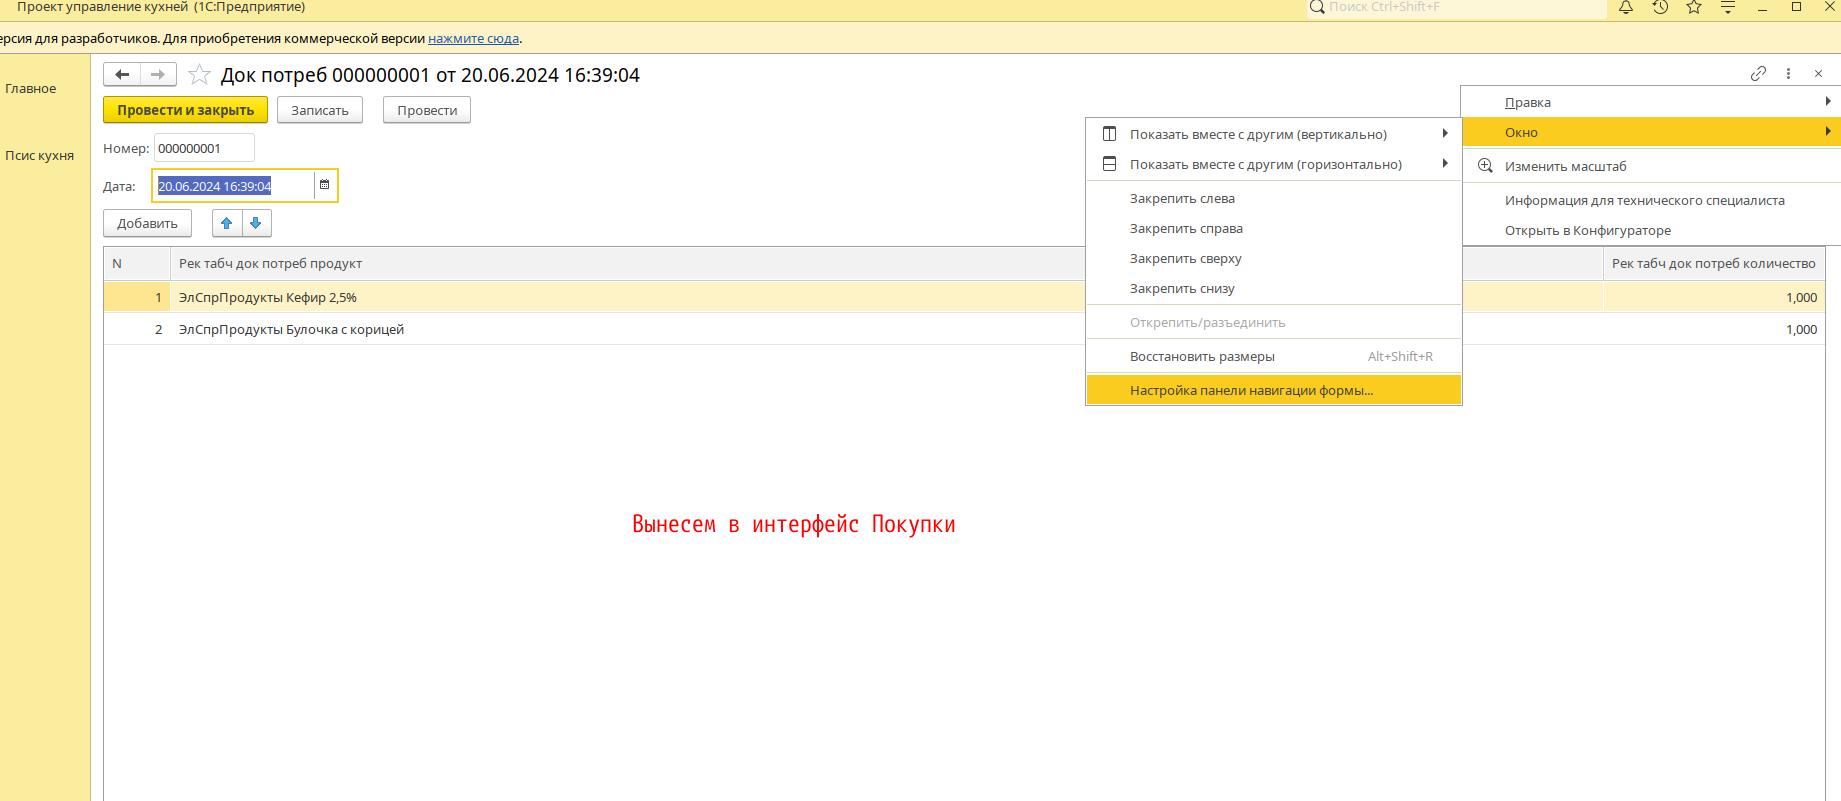 Проект управление кухней (1С:Предприятие)
Поиск Ctrl+Shift+F
ерсия для разработчиков. Для приобретения коммерческой версии нажмите сюда.
Главное
Псис кухня
Док потреб 000000001 от 20.06.2024 16:39:04
Провести и закрыть
Записать
Провести
Номер: 000000001
Дата: 20.06.2024 16:39:04
Добавить
N
Рек табч док потреб продукт
Рек табч док потреб количество
1
ЭлСпрПродукты Кефир 2,5%
1,000
2
ЭлСпрПродукты Булочка с корицей
1,000
Правка
Окно
Изменить масштаб
Информация для технического специалиста
Открыть в Конфигураторе
Показать вместе с другим (вертикально)
Показать вместе с другим (горизонтально)
Закрепить слева
Закрепить справа
Закрепить сверху
Закрепить снизу
Открепить/разъединить
Восстановить размеры Alt+Shift+R
Настройка панели навигации формы...
Вынесем в интерфейс Покупки